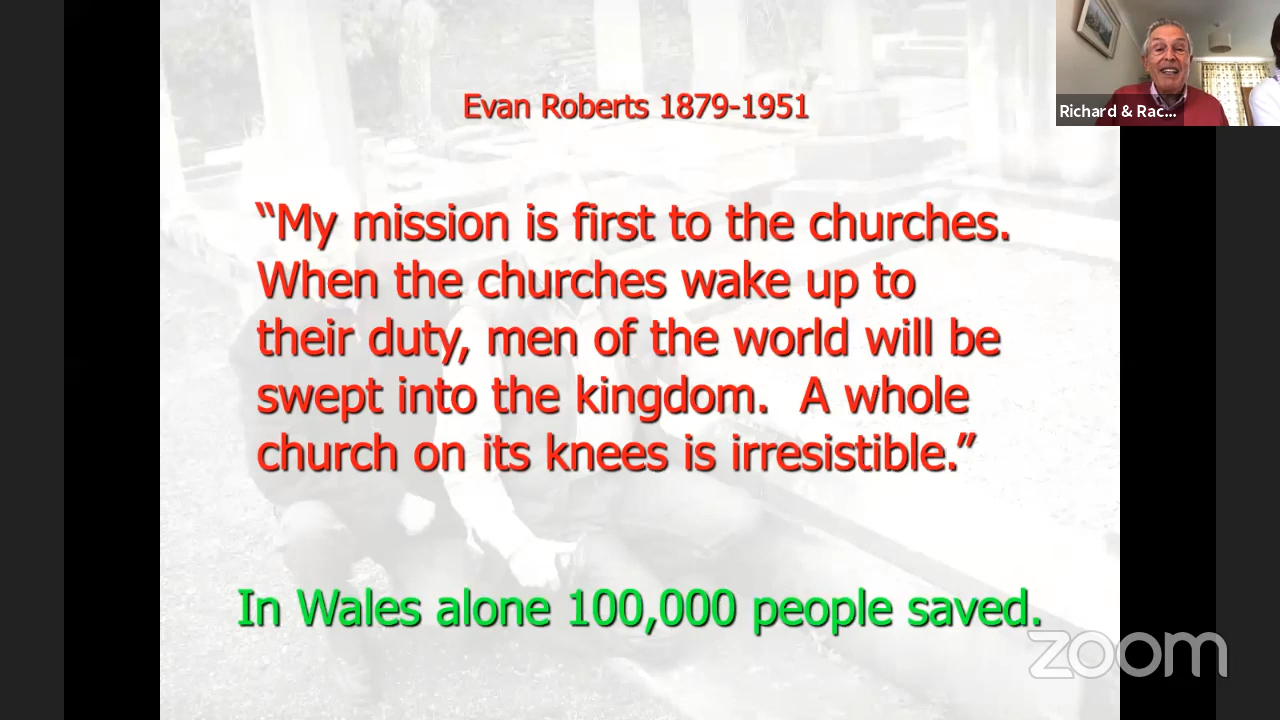 Richard & Rac...
Evan Roberts 1879-1951
“My mission is first to the churches.
When the churches wake up to
their duty, men of the world will be
swept into the kingdom.  A whole
church on its knees is irresistible.”
In Wales alone 100,000 people saved.
zoom